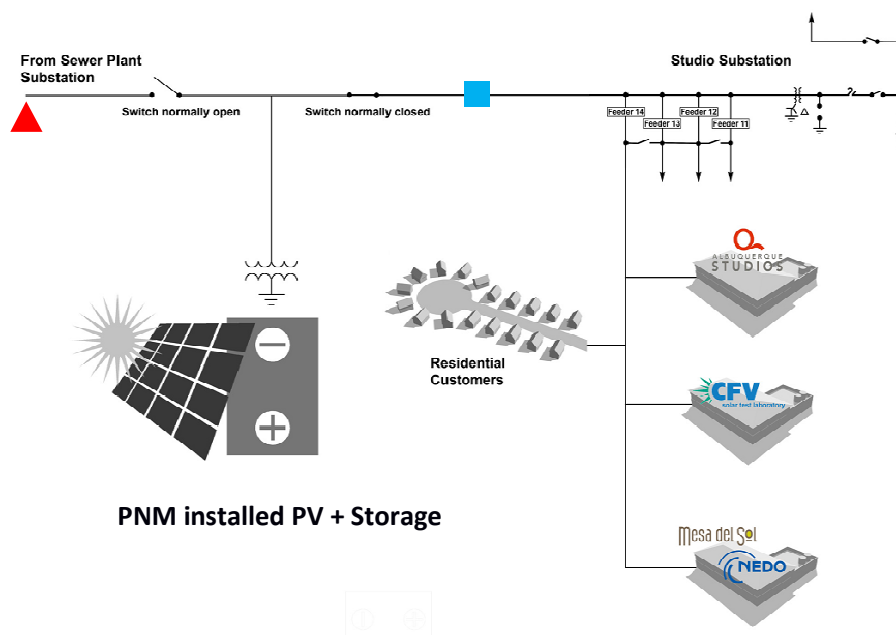 From Sewer Plant
Substation
Studio Substation
Switch normally open
Switch normally closed
Feeder 14
Feeder 13
Feeder 12
Feeder 11
ALBUQUERQUE
STUDIOS
Residential
Customers
CFV
solar test laboratory
PNM installed PV + Storage
Mesa del Sol
NEDO